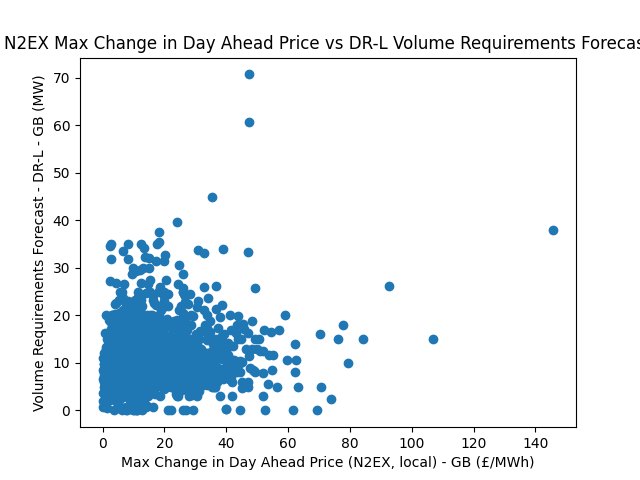 N2EX Max Change in Day Ahead Price vs DR-L Volume Requirements Forecas
70
60
50
40
30
20
10
0
Volume Requirements Forecast - DR-L - GB (MW)
0 20 40 60 80 100 120 140
Max Change in Day Ahead Price (N2EX, local) - GB (£/MWh)